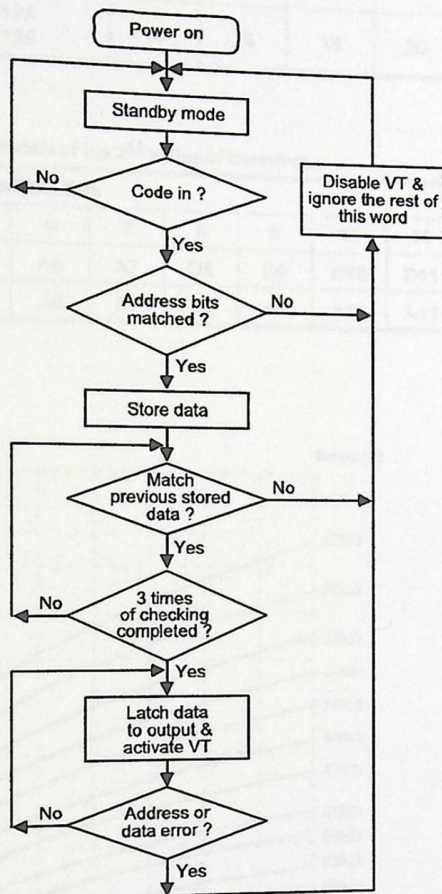 Power on
Standby mode
No
Code in ?
Yes
Disable VT &
ignore the rest of
this word
Address bits
matched ?
No
Yes
Store data
Match
previous stored
data ?
No
Yes
No
3 times
of checking
completed ?
Yes
Latch data
to output &
activate VT
No
Address or
data error ?
Yes